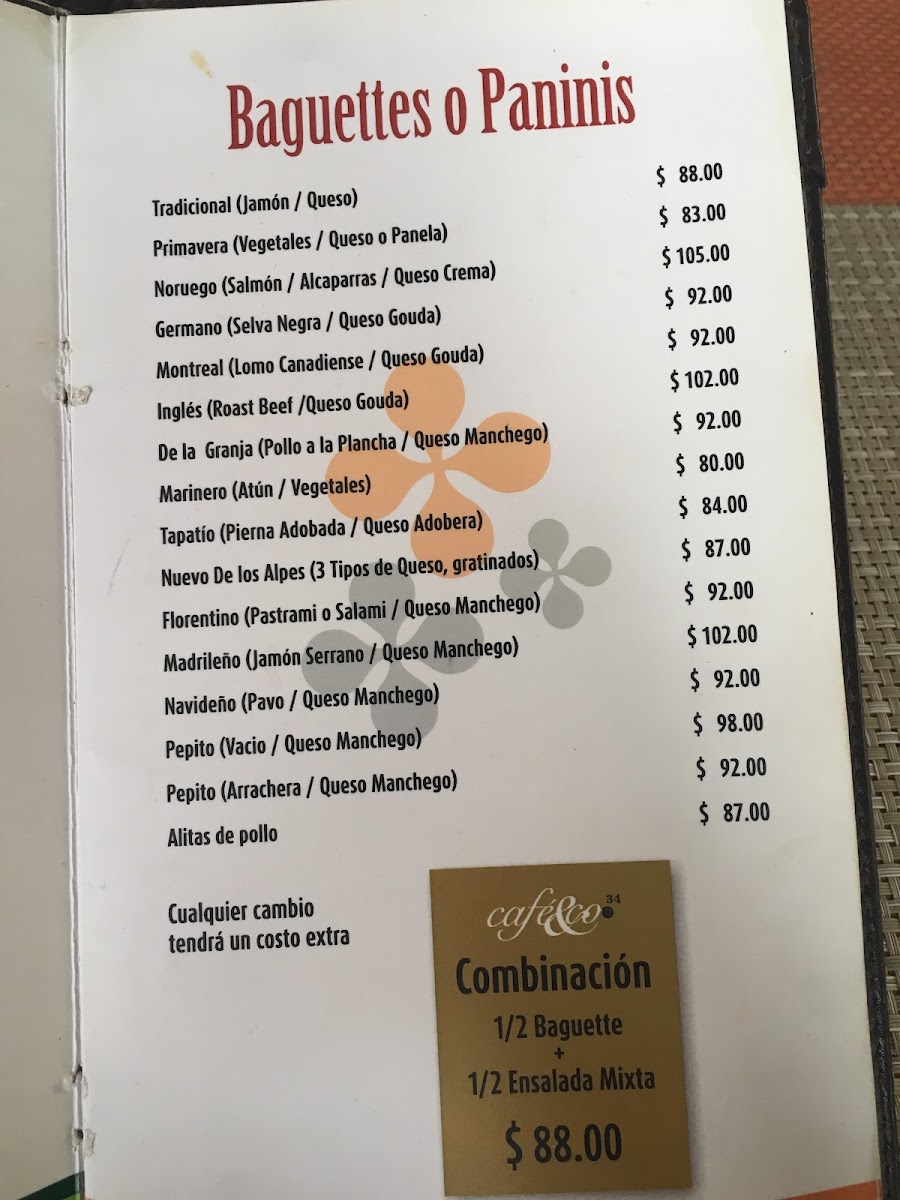 Baguettes o Paninis
Tradicional (Jamón / Queso) $ 88.00
Primavera (Vegetales / Queso o Panela) $ 83.00
Noruego (Salmón / Alcaparras / Queso Crema) $ 105.00
Germano (Selva Negra / Queso Gouda) $ 92.00
Montreal (Lomo Canadiense / Queso Gouda) $ 92.00
Inglés (Roast Beef /Queso Gouda) $ 102.00
De la Granja (Pollo a la Plancha / Queso Manchego) $ 92.00
Marinero (Atún / Vegetales) $ 80.00
Tapatío (Pierna Adobada / Queso Adobera) $ 84.00
Nuevo De los Alpes (3 Tipos de Queso, gratinados) $ 87.00
Florentino (Pastrami o Salami / Queso Manchego) $ 92.00
Madrileño (Jamón Serrano / Queso Manchego) $ 102.00
Navideño (Pavo / Queso Manchego) $ 92.00
Pepito (Vacio / Queso Manchego) $ 98.00
Pepito (Arrachera / Queso Manchego) $ 92.00
Alitas de pollo $ 87.00
Cualquier cambio
tendrá un costo extra
café&co 34
Combinación
1/2 Baguette
+
1/2 Ensalada Mixta
$ 88.00